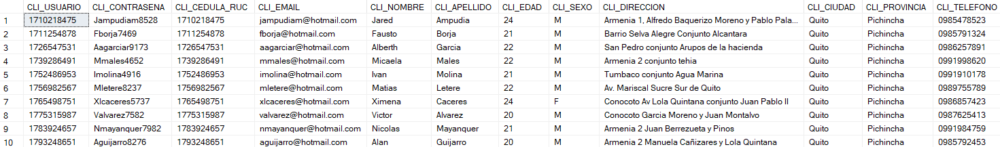 CLI_USUARIO CLI_CONTRASENA CLI_CEDULA_RUC CLI_EMAIL CLI_NOMBRE CLI_APELLIDO CLI_EDAD CLI_SEXO CLI_DIRECCION CLI_CIUDAD CLI_PROVINCIA CLI_TELEFONO
1 1710218475 Jampudiam8528 1710218475 jampudiam@hotmail.com Jared Ampudia 24 M Armenia 1, Alfredo Baquerizo Moreno y Pablo Pala... Quito Pichincha 0985478523
2 1711254878 Fborja7469 1711254878 fborja@hotmail.com Fausto Borja 21 M Barrio Selva Alegre Conjunto Alcantara Quito Pichincha 0985791324
3 1726547531 Aagarciar9173 1726547531 aagarciar@hotmail.com Alberth Garcia 22 M San Pedro conjunto Arupos de la hacienda Quito Pichincha 0986257891
4 1739286491 Mmales4652 1739286491 mmales@hotmail.com Micaela Males 22 M Armenia 2 conjunto tehia Quito Pichincha 0991998620
5 1752486953 Imolina4916 1752486953 imolina@hotmail.com Ivan Molina 21 M Tumbaco conjunto Agua Marina Quito Pichincha 0991910178
6 1756982567 Mletere8237 1756982567 mletere@hotmail.com Matias Letere 22 M Av. Mariscal Sucre Sur de Quito Quito Pichincha 0989755789
7 1765498751 Xlcaceres5737 1765498751 xlcaceres@hotmail.com Ximena Caceres 24 F Conocoto Av Lola Quintana conjunto Juan Pablo II Quito Pichincha 0986857423
8 1775315987 Valvarez7582 1775315987 valvarez@hotmail.com Victor Alvarez 20 M Conocoto Garcia Moreno y Juan Montalvo Quito Pichincha 0987625413
9 1783924657 Nmayanquer7982 1783924657 nmayanquer@hotmail.com Nicolas Mayanquer 21 M Armenia 2 Juan Berrezueta y Pinos Quito Pichincha 0991984759
10 1793248651 Aguijarro8276 1793248651 aguijarro@hotmail.com Alan Guijarro 20 M Armenia 2 Manuela Cañizares y Lola Quintana Quito Pichincha 0985792453